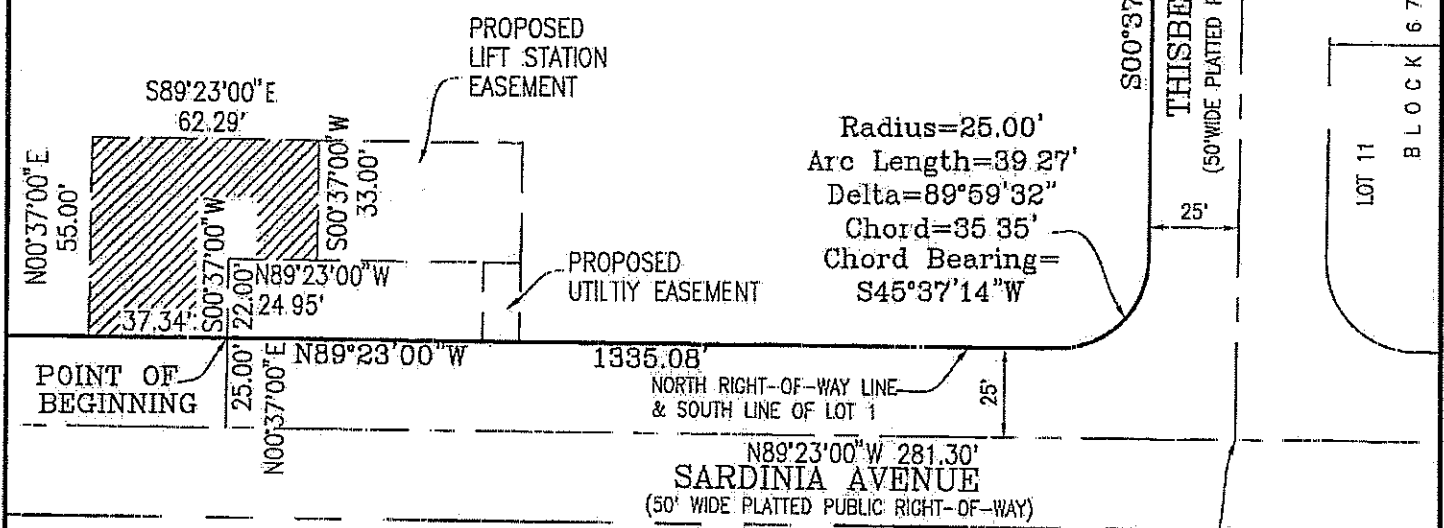 PROPOSED
LIFT STATION
EASEMENT
S89°23'00"E
62.29'
N00°37'00"E
55.00'
S00°37'00"W
33.00'
S00°37'00"W
22.00'
N89°23'00"W
24.95'
37.34'
PROPOSED
UTILTIY EASEMENT
Radius=25.00'
Arc Length=39.27'
Delta=89°59'32"
Chord=35.35'
Chord Bearing=
S45°37'14"W
S00°37
THISBE
(50' WIDE PLATTED
25'
LOT 11
BLOCK 67
POINT OF
BEGINNING
25.00'
N0°37'00"E
N89°23'00"W
1335.08'
NORTH RIGHT-OF-WAY LINE
& SOUTH LINE OF LOT 1
25'
N89°23'00"W 281.30'
SARDINIA AVENUE
(50' WIDE PLATTED PUBLIC RIGHT-OF-WAY)